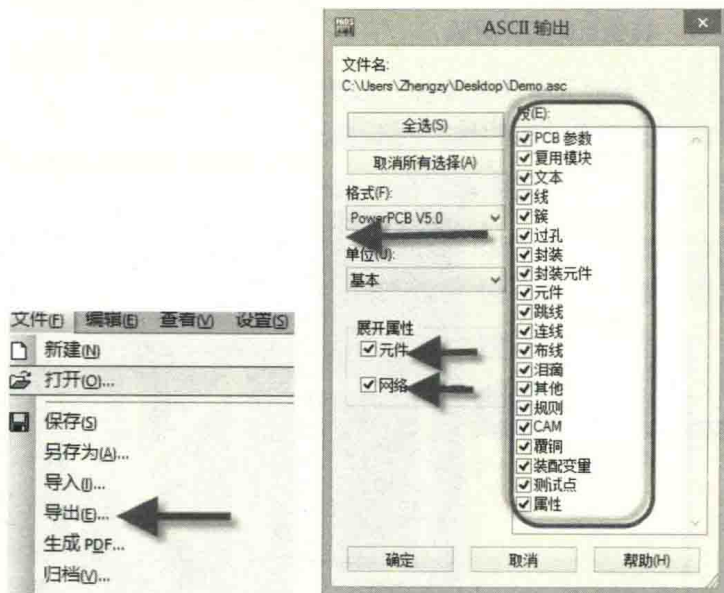 文件(F) 编辑(E) 查看(V) 设置(S)
新建(N)
打开(O)...
保存(S)
另存为(A)...
导入(I)...
导出(E)...
生成 PDF...
归档(V)...
PADS
ASCII 输出
文件名:
C:\Users\Zhengzy\Desktop\Demo.asc
全选(S)
取消所有选择(A)
格式(F):
PowerPCB V5.0
单位(U):
基本
展开属性
元件
网络
段(E):
PCB 参数
复用模块
文本
线
簇
过孔
封装
封装元件
元件
跳线
连线
布线
泪滴
其他
规则
CAM
覆铜
装配变量
测试点
属性
确定 取消 帮助(H)